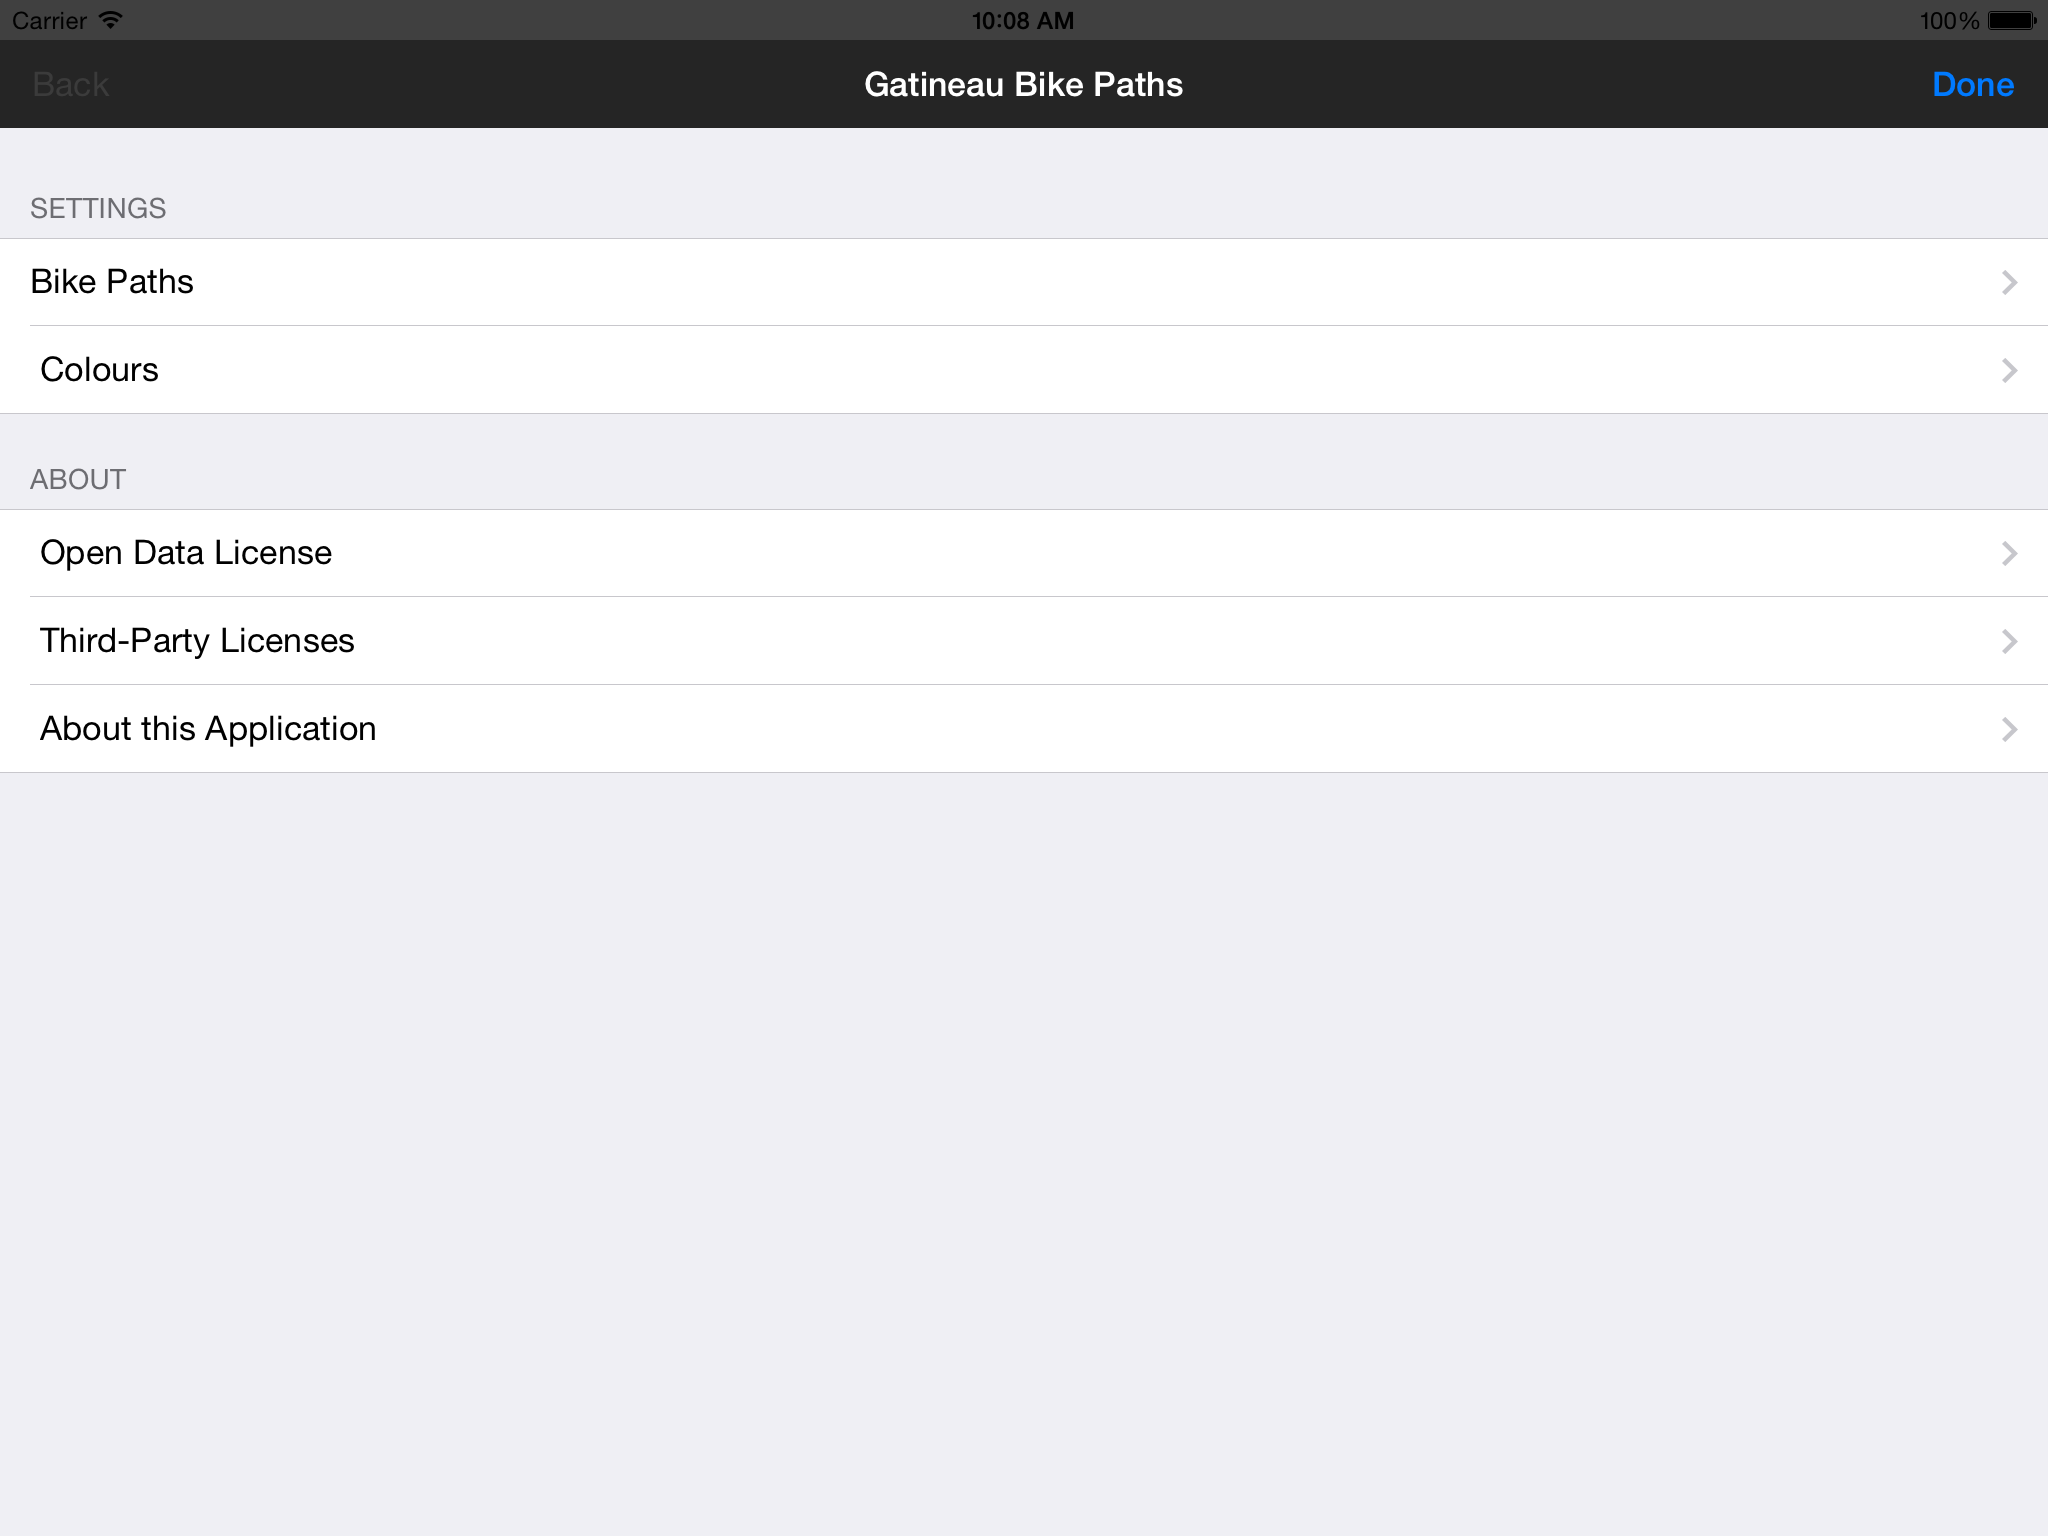 Carrier 10:08 AM 100%
Back Gatineau Bike Paths Done
SETTINGS
Bike Paths
Colours
ABOUT
Open Data License
Third-Party Licenses
About this Application